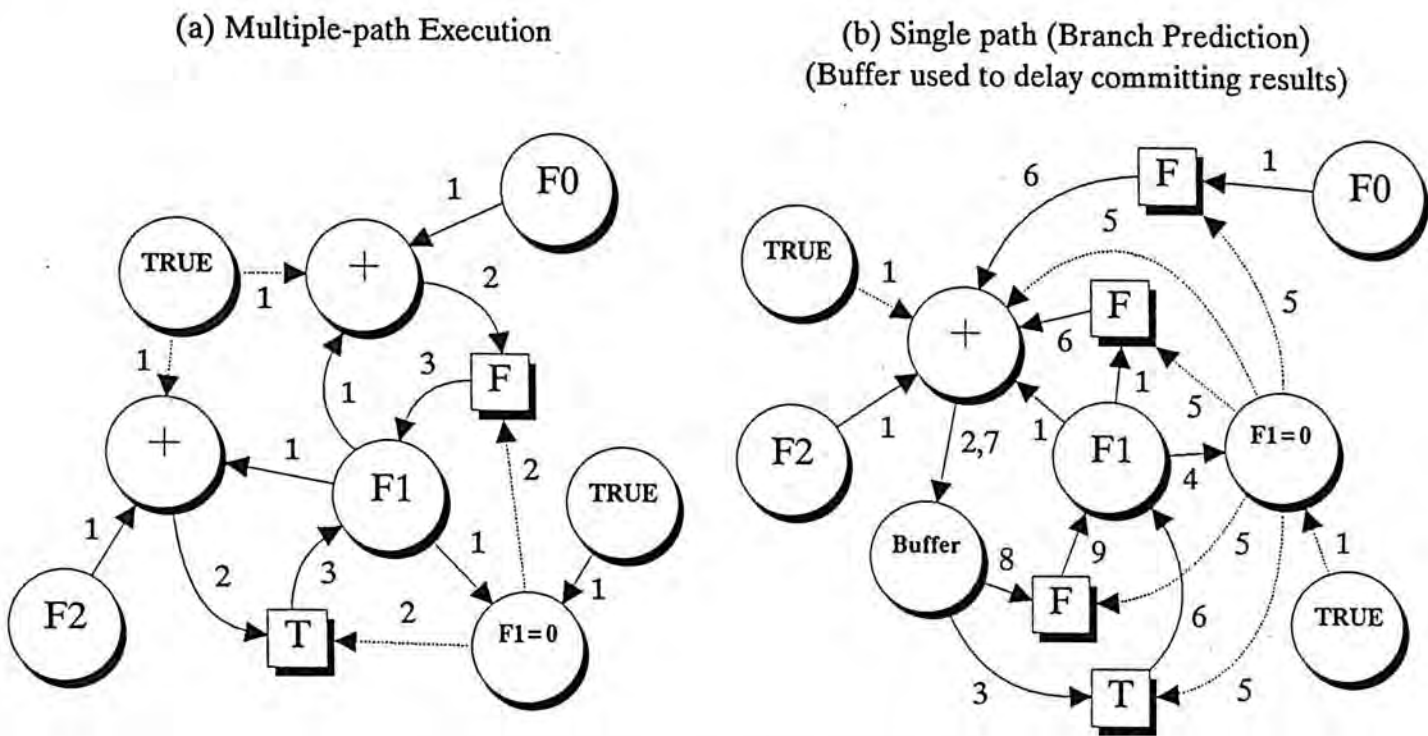 (a) Multiple-path Execution
(b) Single path (Branch Prediction)
(Buffer used to delay committing results)
F0
1
TRUE
+
1
2
1
F
3
1
+
1
F1
2
TRUE
1
1
1
F2
2
3
T
2
F1=0
F
1
F0
6
5
TRUE
1
+
F
6
5
1
5
F2
1
2,7
1
F1
4
F1=0
Buffer
8
9
5
1
F
TRUE
6
3
T
5